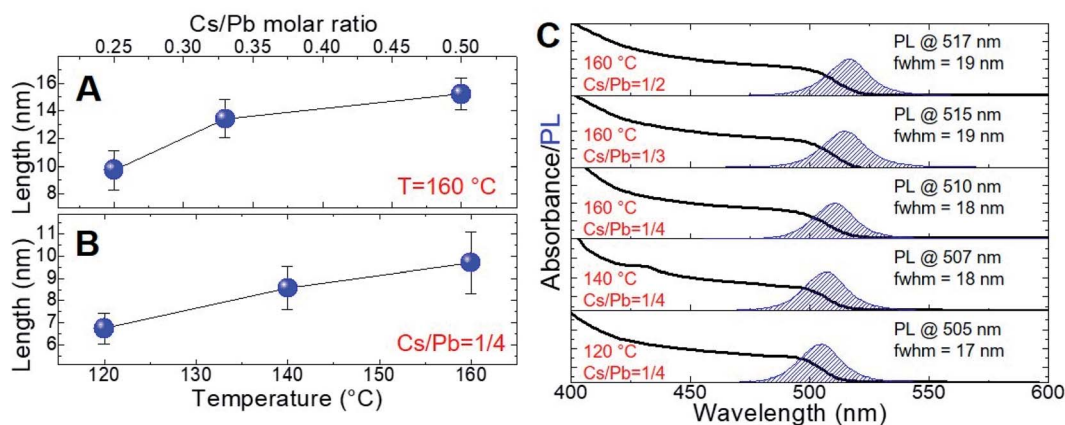 Cs/Pb molar ratio
0.25 0.30 0.35 0.40 0.45 0.50
A
Length (nm)
16
14
12
10
8
T=160 °C
B
Length (nm)
11
10
9
8
7
6
Cs/Pb=1/4
120 140 160
Temperature (°C)
C
Absorbance/PL
160 °C
Cs/Pb=1/2
PL @ 517 nm
fwhm = 19 nm
160 °C
Cs/Pb=1/3
PL @ 515 nm
fwhm = 19 nm
160 °C
Cs/Pb=1/4
PL @ 510 nm
fwhm = 18 nm
140 °C
Cs/Pb=1/4
PL @ 507 nm
fwhm = 18 nm
120 °C
Cs/Pb=1/4
PL @ 505 nm
fwhm = 17 nm
400 450 500 550 600
Wavelength (nm)